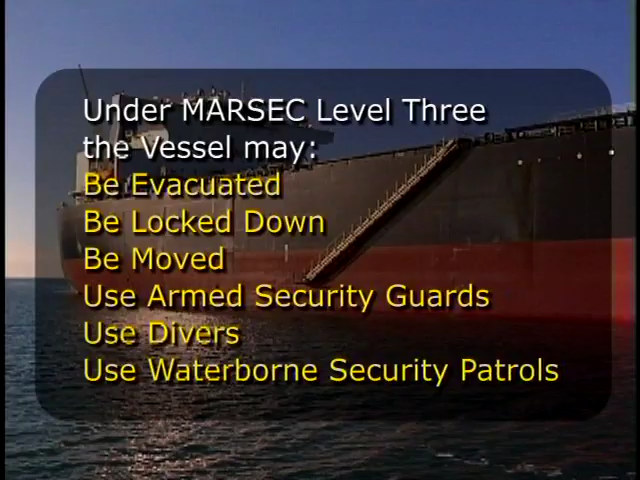 Under MARSEC Level Three
the Vessel may:
Be Evacuated
Be Locked Down
Be Moved
Use Armed Security Guards
Use Divers
Use Waterborne Security Patrols